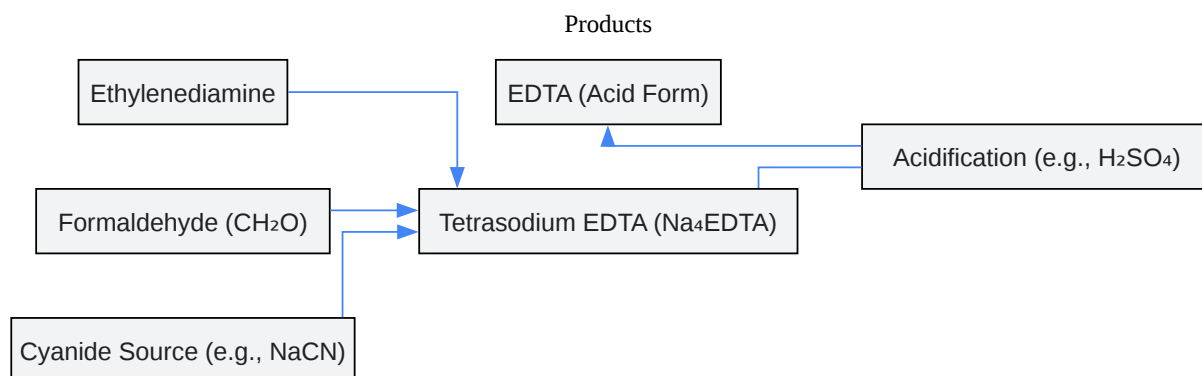 Products
Ethylenediamine
EDTA (Acid Form)
Acidification (e.g., H₂SO₄)
Formaldehyde (CH₂O)
Tetrasodium EDTA (Na₄EDTA)
Cyanide Source (e.g., NaCN)